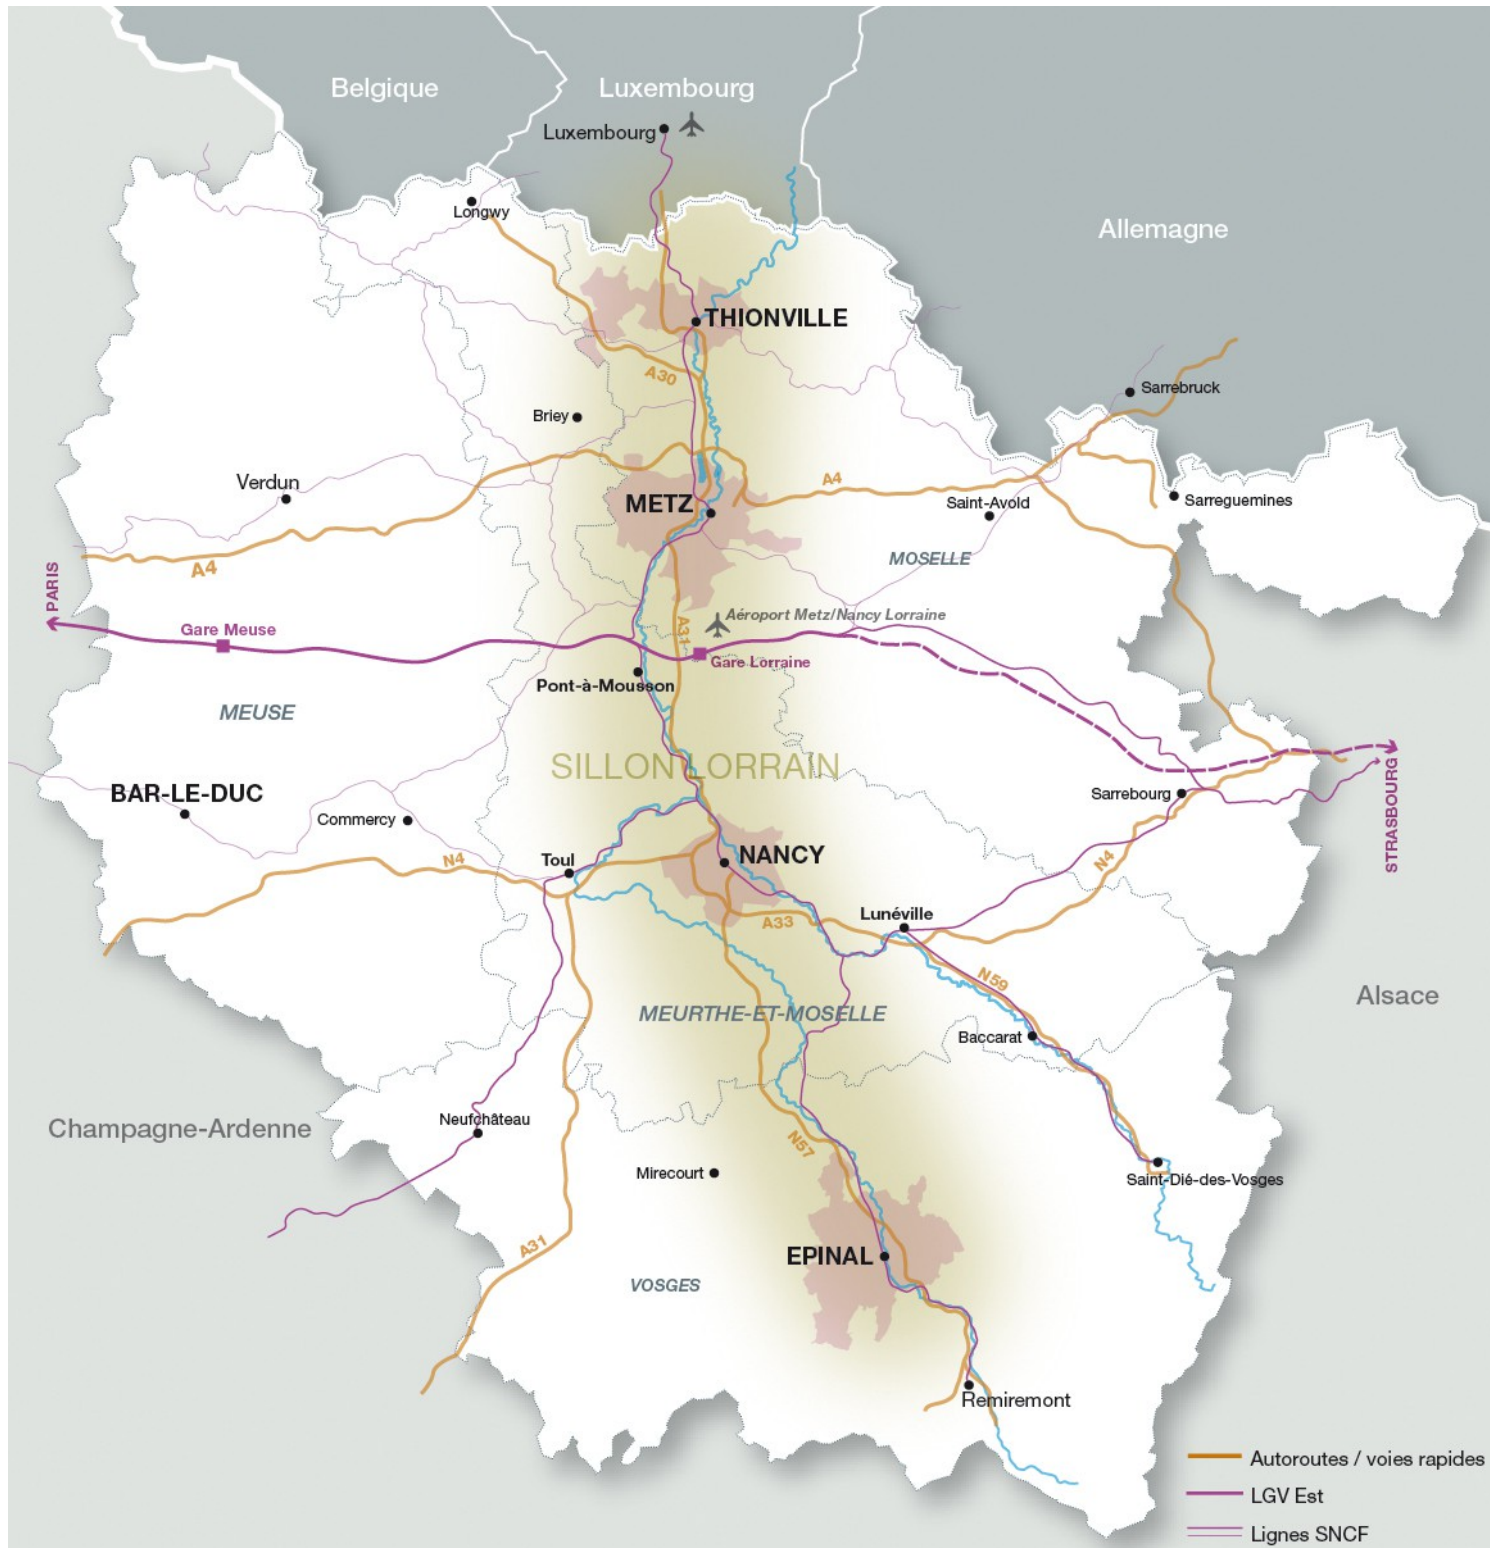 Belgique
Luxembourg
Luxembourg
Longwy
Allemagne
THIONVILLE
A30
Sarrebruck
Briey
Verdun
METZ
A4
Saint-Avold
Sarreguemines
MOSELLE
A4
PARIS
Gare Meuse
A31
Aéroport Metz/Nancy Lorraine
Gare Lorraine
Pont-à-Mousson
MEUSE
SILLON LORRAIN
BAR-LE-DUC
Commercy
Sarrebourg
STRASBOURG
N4
Toul
NANCY
N4
A33
Lunéville
N59
MEURTHE-ET-MOSELLE
Alsace
Baccarat
Champagne-Ardenne
Neufchâteau
N57
Mirecourt
Saint-Dié-des-Vosges
A31
EPINAL
VOSGES
Remiremont
Autoroutes / voies rapides
LGV Est
Lignes SNCF